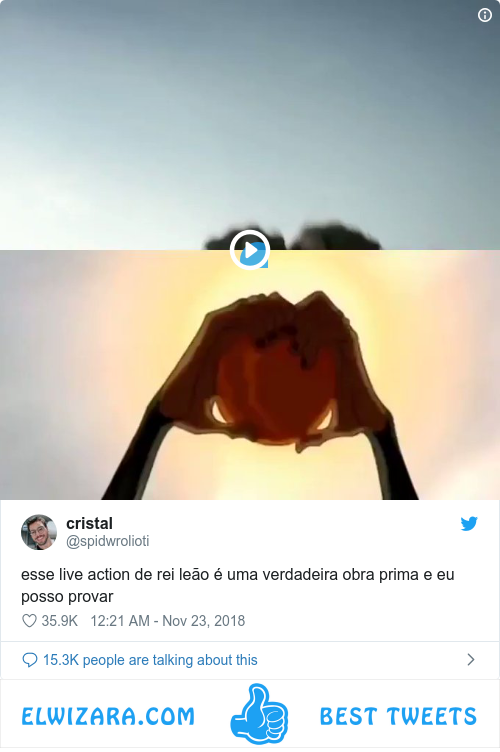 cristal
@spidwrolioti
esse live action de rei leão é uma verdadeira obra prima e eu
posso provar
35.9K 12:21 AM - Nov 23, 2018
15.3K people are talking about this
ELWIZARA.COM BEST TWEETS